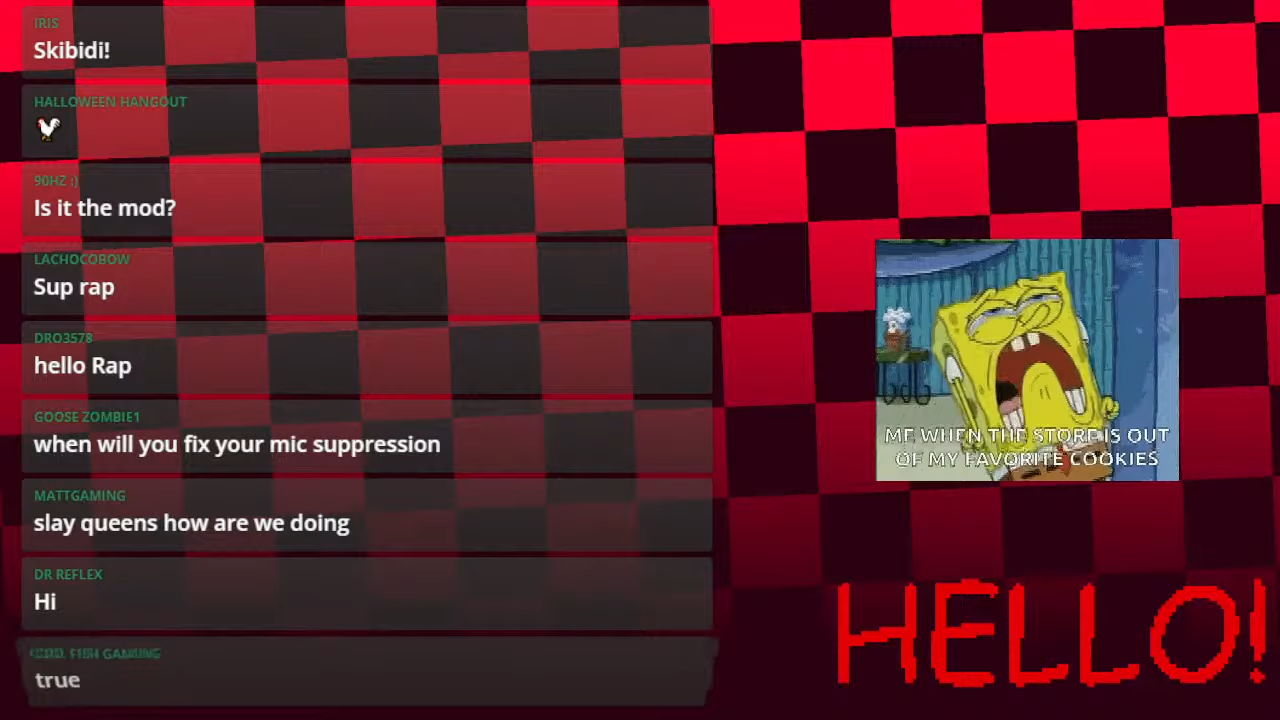 IRIS
Skibidi!
HALLOWEEN HANGOUT
🐓
90HZ :)
Is it the mod?
LACHOCOBOW
Sup rap
DRO3578
hello Rap
GOOSE ZOMBIE1
when will you fix your mic suppression
MATTGAMING
slay queens how are we doing
DR REFLEX
Hi
FISH GAMING
true
ME WHEN THE STORE IS OUT
OF MY FAVORITE COOKIES
HELLO!